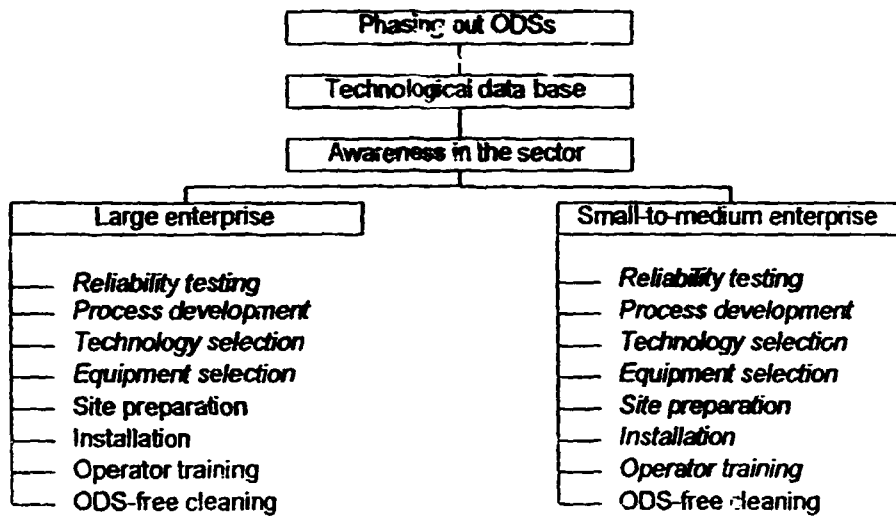 Phasing out ODSs
Technological data base
Awareness in the sector
Large enterprise
Reliability testing
Process development
Technology selection
Equipment selection
Site preparation
Installation
Operator training
ODS-free cleaning
Small-to-medium enterprise
Reliability testing
Process development
Technology selection
Equipment selection
Site preparation
Installation
Operator training
ODS-free cleaning